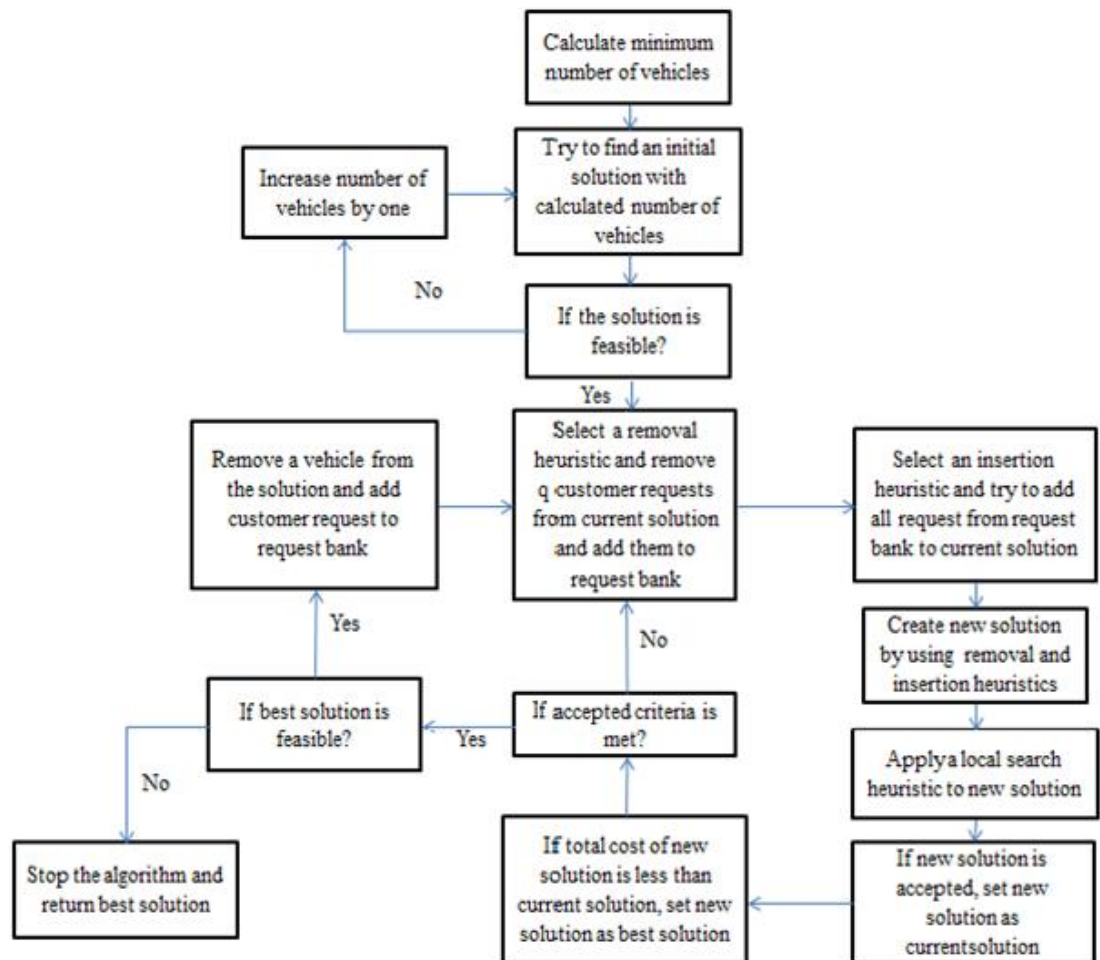 Calculate minimum
number of vehicles
Try to find an initial
solution with
calculated number of
vehicles
Increase number of
vehicles by one
No
If the solution is
feasible?
Yes
Select a removal
heuristic and remove
q customer requests
from current solution
and add them to
request bank
Remove a vehicle from
the solution and add
customer request to
request bank
Select an insertion
heuristic and try to add
all request from request
bank to current solution
Yes
No
Create new solution
by using removal and
insertion heuristics
If best solution is
feasible?
Yes
If accepted criteria is
met?
Apply a local search
heuristic to new solution
No
Stop the algorithm and
return best solution
If total cost of new
solution is less than
current solution, set new
solution as best solution
If new solution is
accepted, set new
solution as
currentsolution